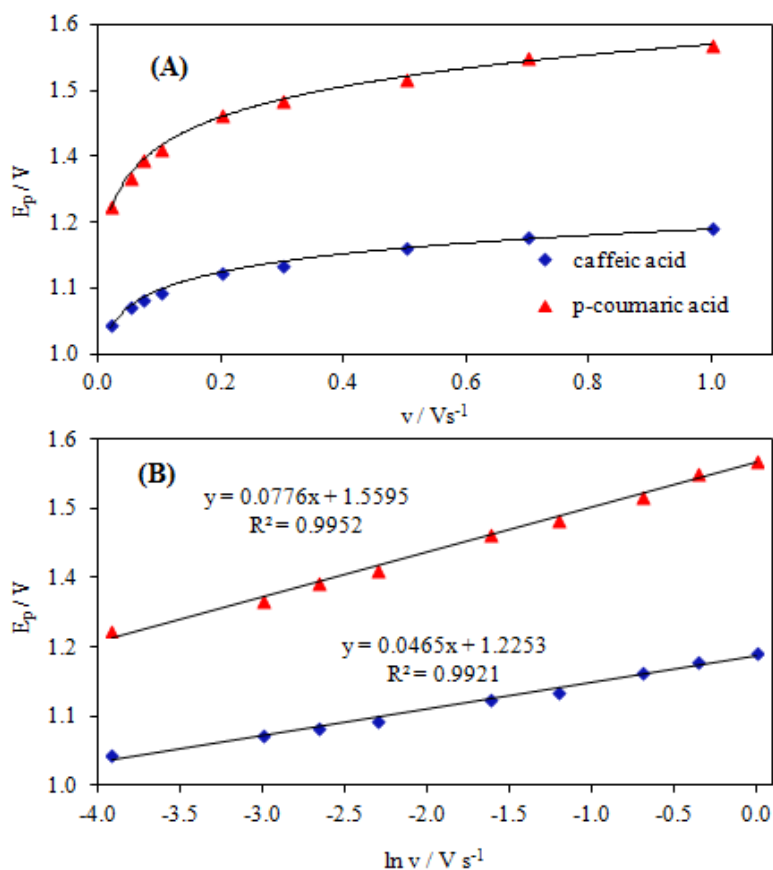 (A)
1.6
1.5
1.4
1.2
1.1
1.0
Eₚ / V
0.0 0.2 0.4 0.6 0.8 1.0
v / Vs⁻¹
caffeic acid
p-coumaric acid
(B)
1.6
1.5
1.4
1.2
1.1
1.0
Eₚ / V
y = 0.0776x + 1.5595
R² = 0.9952
y = 0.0465x + 1.2253
R² = 0.9921
-4.0 -3.5 -3.0 -2.5 -2.0 -1.5 -1.0 -0.5 0.0
ln v / V s⁻¹